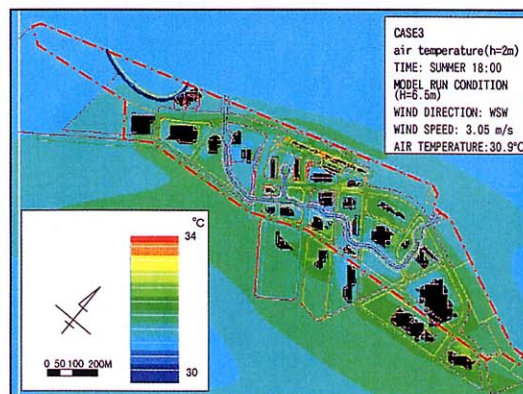 CASE3
air temperature(h=2m)
TIME: SUMMER 18:00
MODEL RUN CONDITION
(H=6.5m)
WIND DIRECTION: WSW
WIND SPEED: 3.05 m/s
AIR TEMPERATURE:30.9℃
℃
34
30
0 50 100 200M